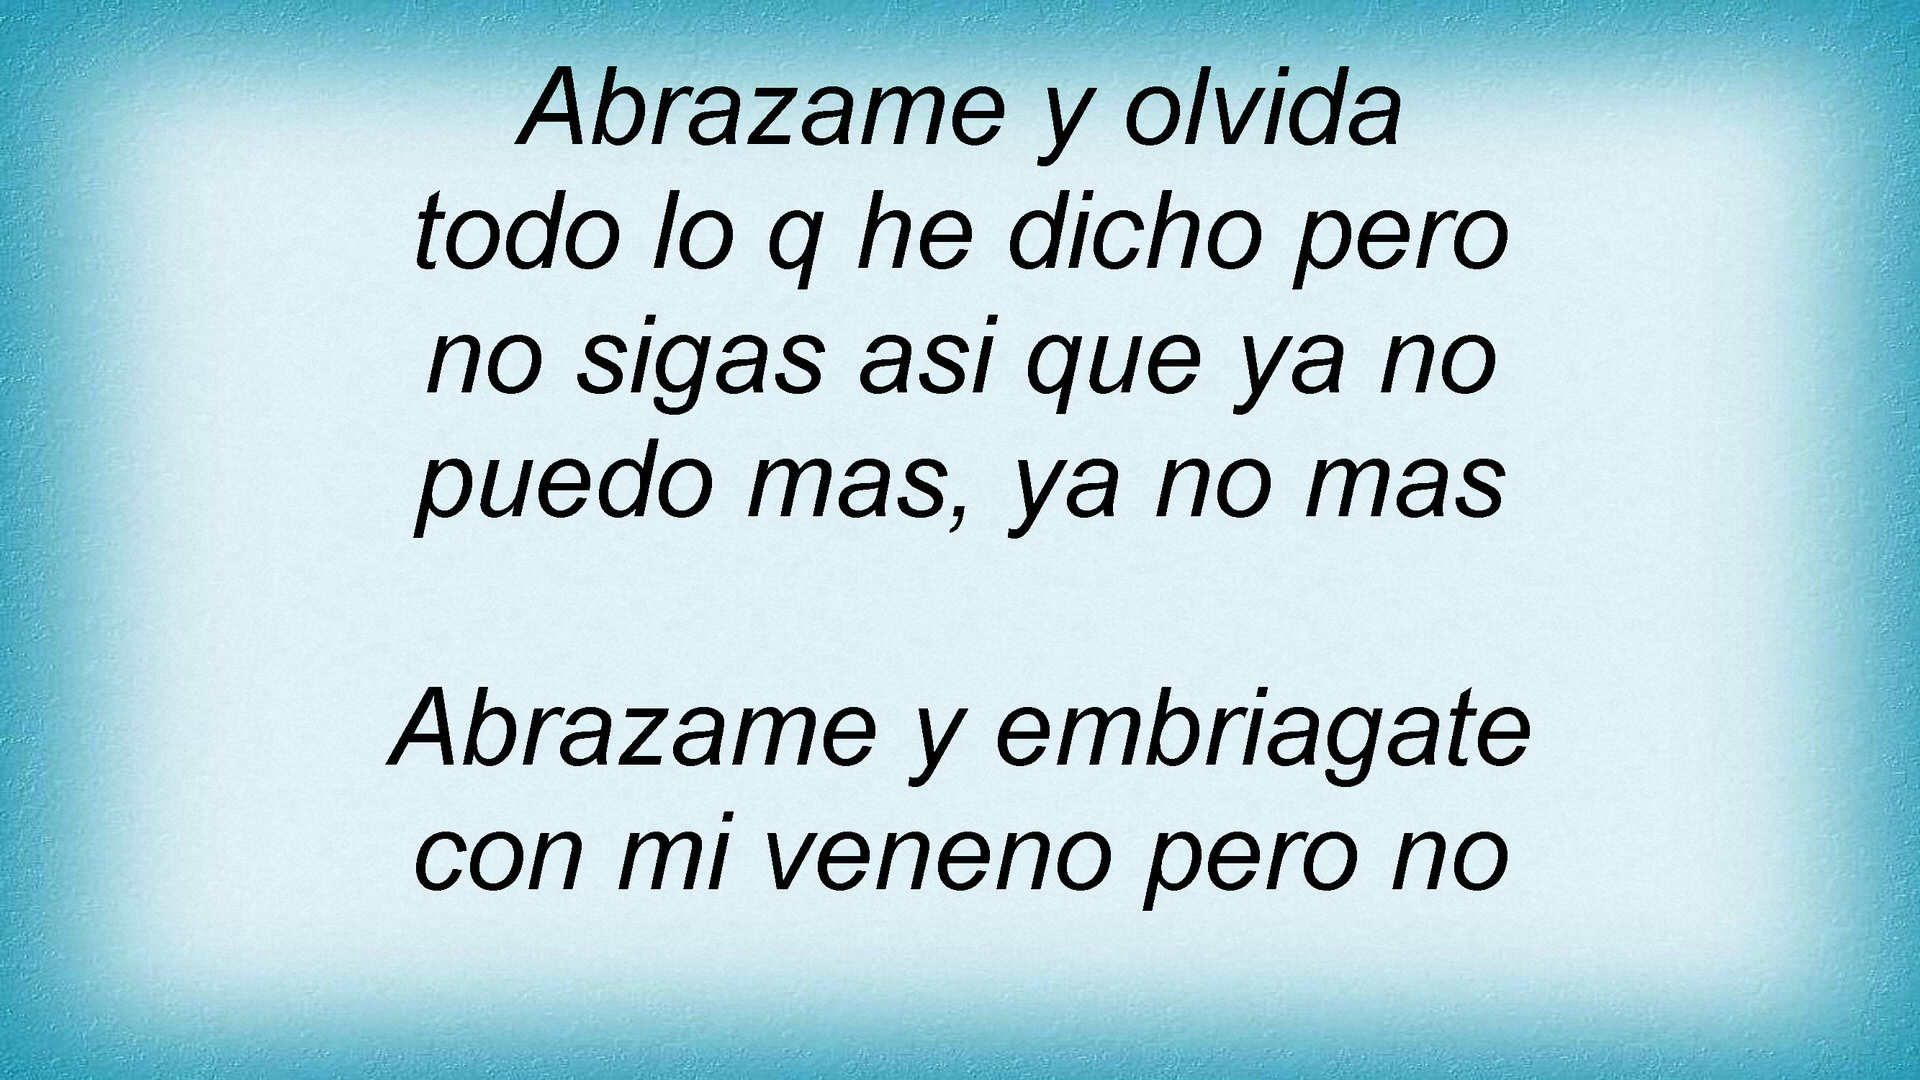 Abrazame y olvida
todo lo q he dicho pero
no sigas asi que ya no
puedo mas, ya no mas
Abrazame y embriagate
con mi veneno pero no